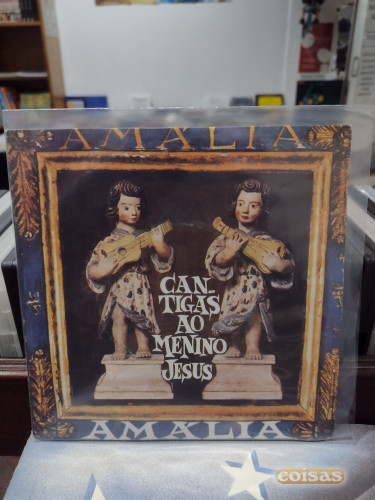 AMÁLIA
CAN-
TIGAS
AO
MENINO
JESUS
AMÁLIA
coisas